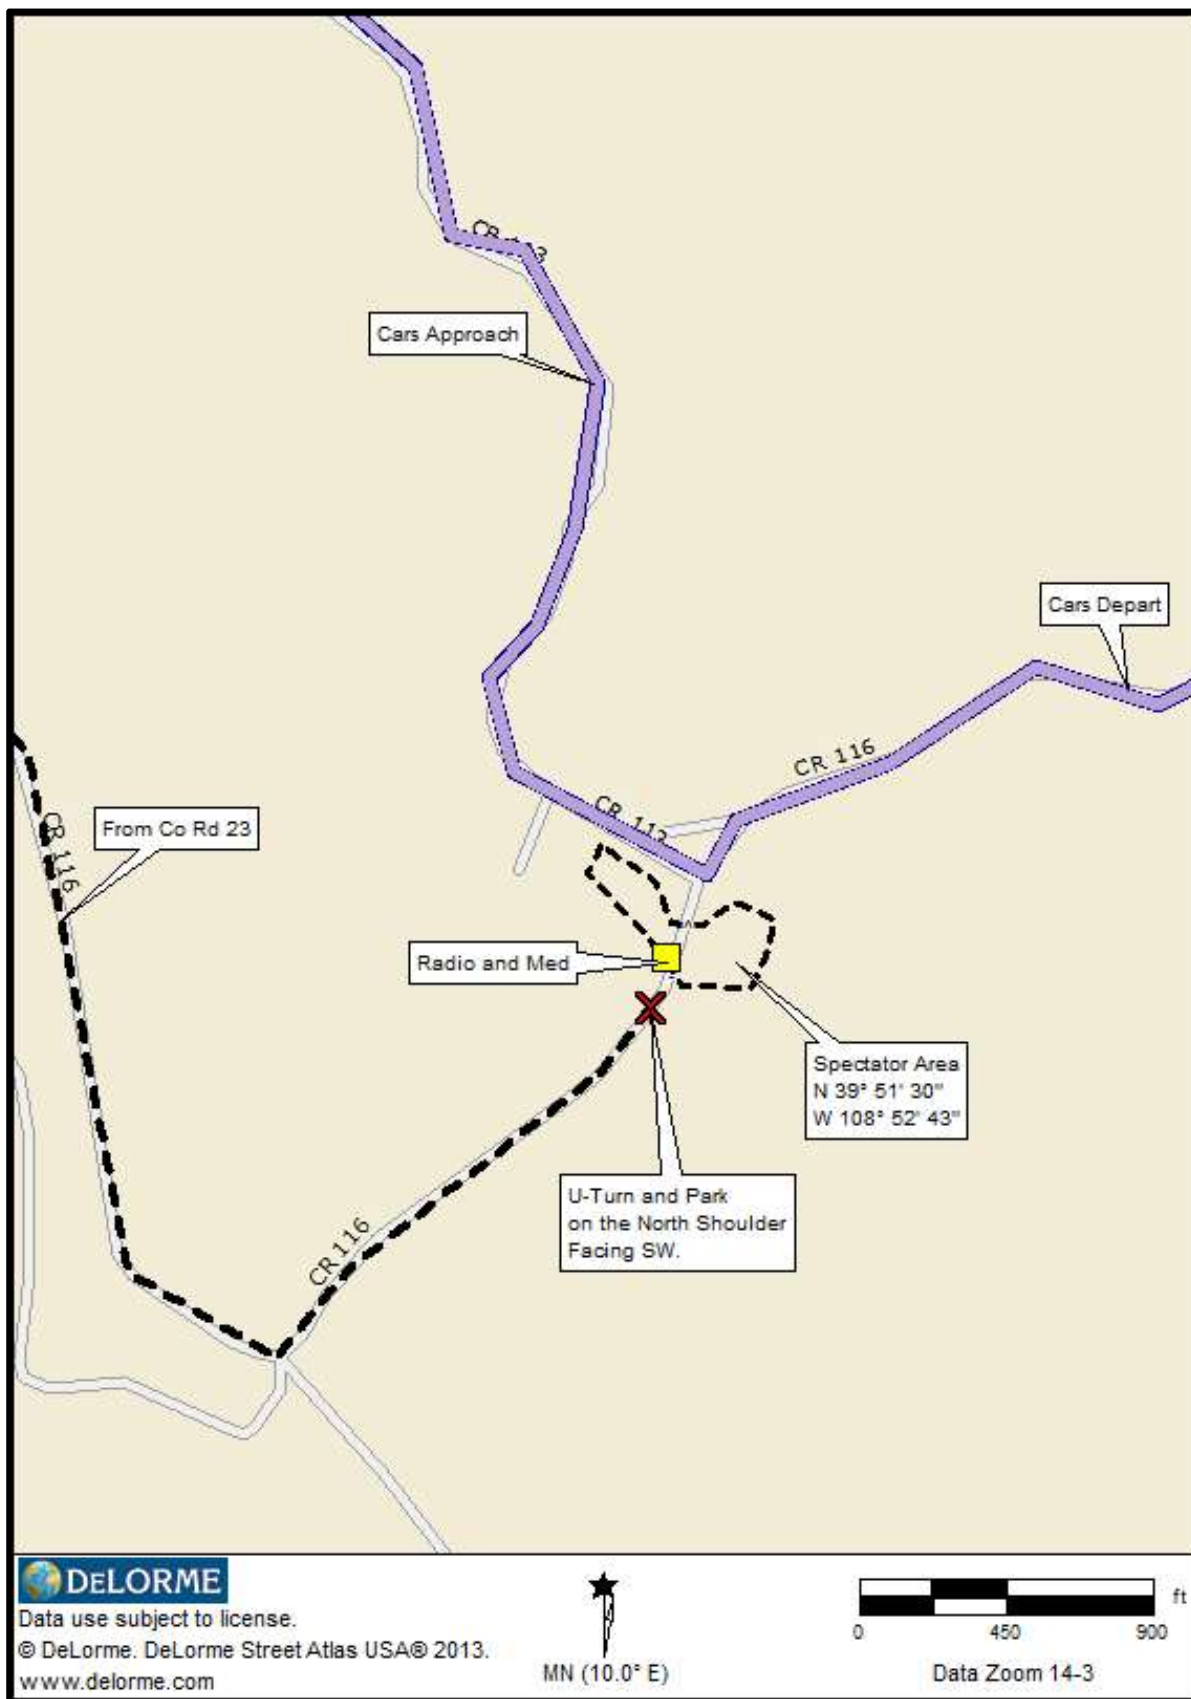 CR 113
Cars Approach
Cars Depart
CR 116
CR 113
CR 116
From Co Rd 23
Radio and Med
Spectator Area
N 39° 51' 30"
W 108° 52' 43"
U-Turn and Park
on the North Shoulder
Facing SW.
CR 116
DELORME
Data use subject to license.
© DeLorme. DeLorme Street Atlas USA® 2013.
www.delorme.com
MN (10.0° E)
ft
0 450 900
Data Zoom 14-3